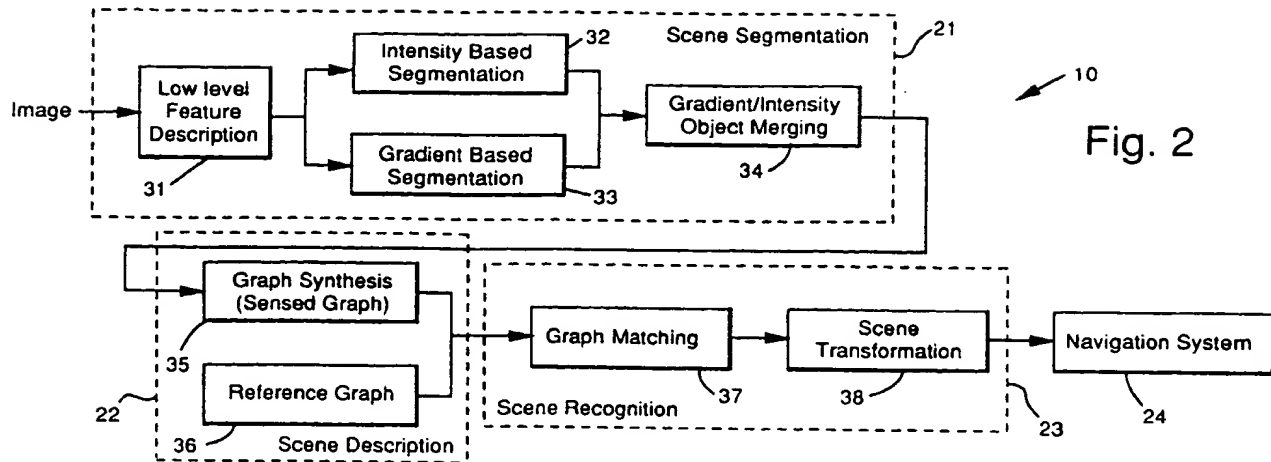 Scene Segmentation
21
10
Fig. 2
Image
Low level
Feature
Description
31
Intensity Based
Segmentation
32
Gradient Based
Segmentation
33
Gradient/Intensity
Object Merging
34
Graph Synthesis
(Sensed Graph)
35
Reference Graph
36
Scene Description
22
Graph Matching
37
Scene
Transformation
38
Scene Recognition
23
Navigation System
24